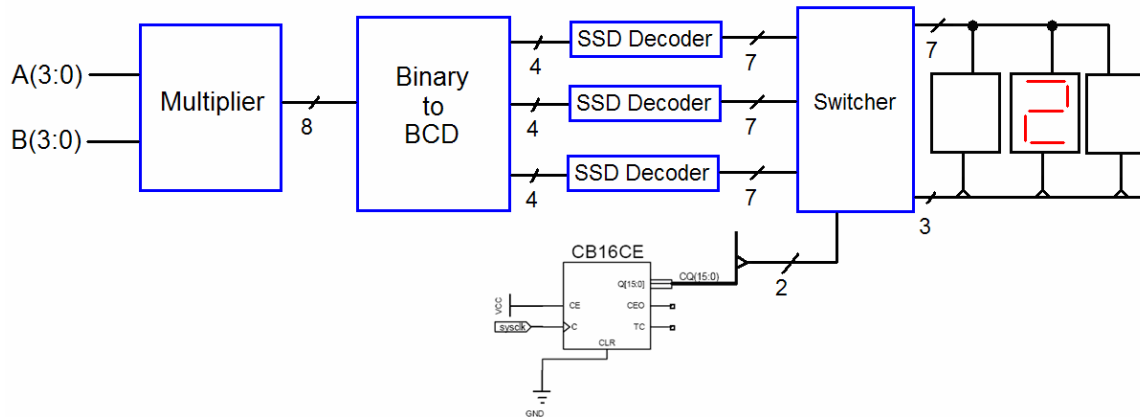 A(3:0)
B(3:0)
Multiplier
8
Binary
to
BCD
4
4
4
SSD Decoder
SSD Decoder
SSD Decoder
7
7
7
Switcher
7
3
2
CB16CE
Q[15:0]
CQ(15:0)
2
VCC
CE
CEO
sysclk
C
TC
CLR
GND